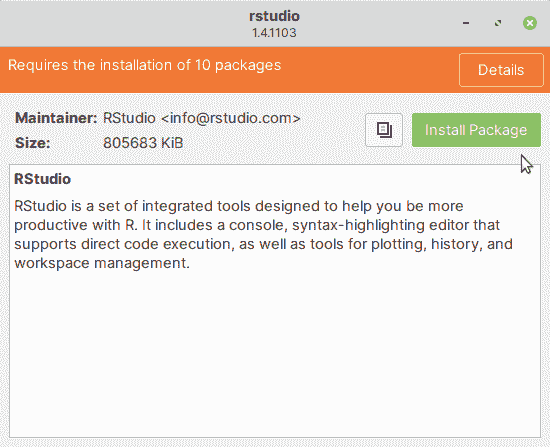 rstudio
1.4.1103
Requires the installation of 10 packages
Details
Maintainer: RStudio <info@rstudio.com>
Size: 805683 KiB
Install Package
RStudio
RStudio is a set of integrated tools designed to help you be more
productive with R. It includes a console, syntax-highlighting editor that
supports direct code execution, as well as tools for plotting, history, and
workspace management.